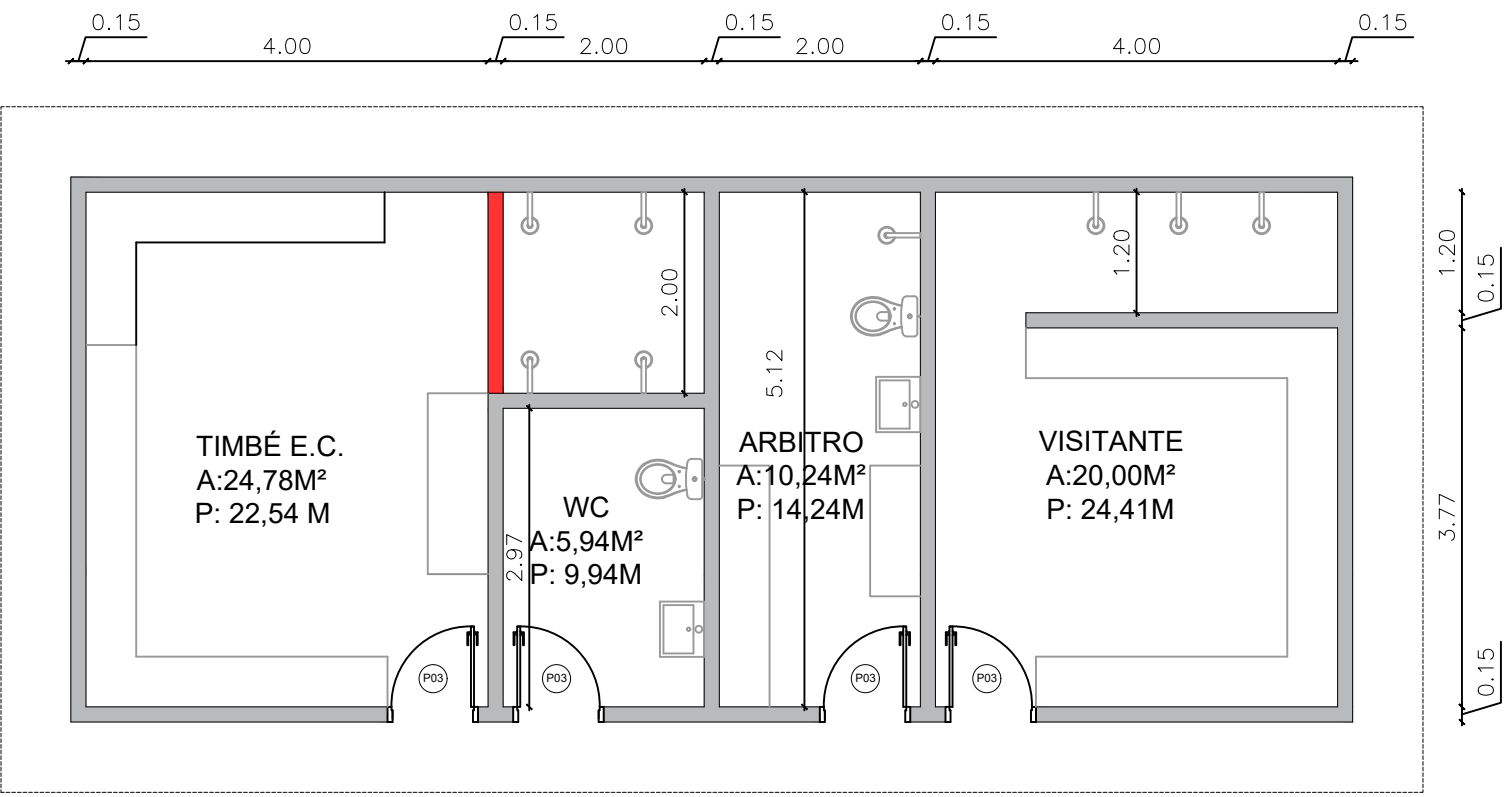 0.15
0.15
0.15
0.15
0.15
4.00
2.00
2.00
4.00
1.20
0.15
3.77
0.15
2.00
1.20
5.12
2.97
TIMBÉ E.C.
A:24,78M²
P: 22,54 M
WC
A:5,94M²
P: 9,94M
ARBITRO
A:10,24M²
P: 14,24M
VISITANTE
A:20,00M²
P: 24,41M
P03
P03
P03
P03